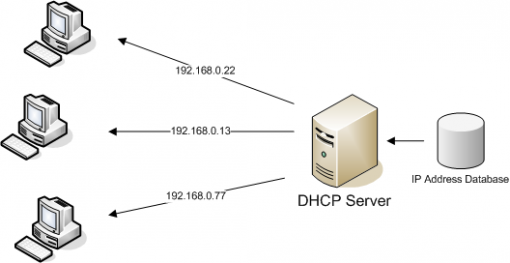 192.168.0.22
192.168.0.13
192.168.0.77
DHCP Server
IP Address Database